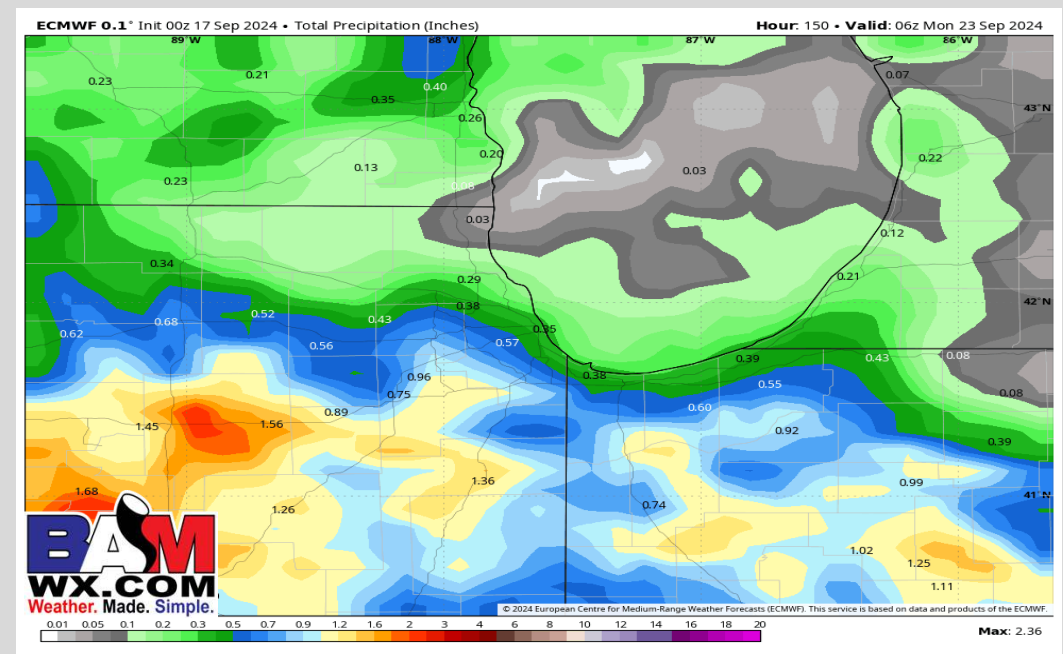 ECMWF 0.1° Init 00z 17 Sep 2024 • Total Precipitation (Inches) Hour: 150 • Valid: 06z Mon 23 Sep 2024
89°W 88°W 87°W 86°W
0.23 0.21 0.40 0.35 0.07
43°N
0.26
0.20 0.22
0.13 0.03
0.23
0.03
0.12
0.34 0.29 0.21
0.38 42°N
0.62 0.68 0.52 0.43 0.35
0.56 0.57
0.39 0.43 0.08
0.96 0.38 0.55
0.75 0.08
0.89 0.60
1.45 1.56 0.92
0.39
1.36 0.99
1.68 41°N
1.26 0.74
1.02
1.25
1.11
BAM
WX.COM
Weather. Made. Simple.
© 2024 European Centre for Medium-Range Weather Forecasts (ECMWF). This service is based on data and products of the ECMWF.
0.01 0.05 0.1 0.2 0.3 0.5 0.7 0.9 1.2 1.6 2 3 4 6 8 10 12 14 16 18 20
Max: 2.36